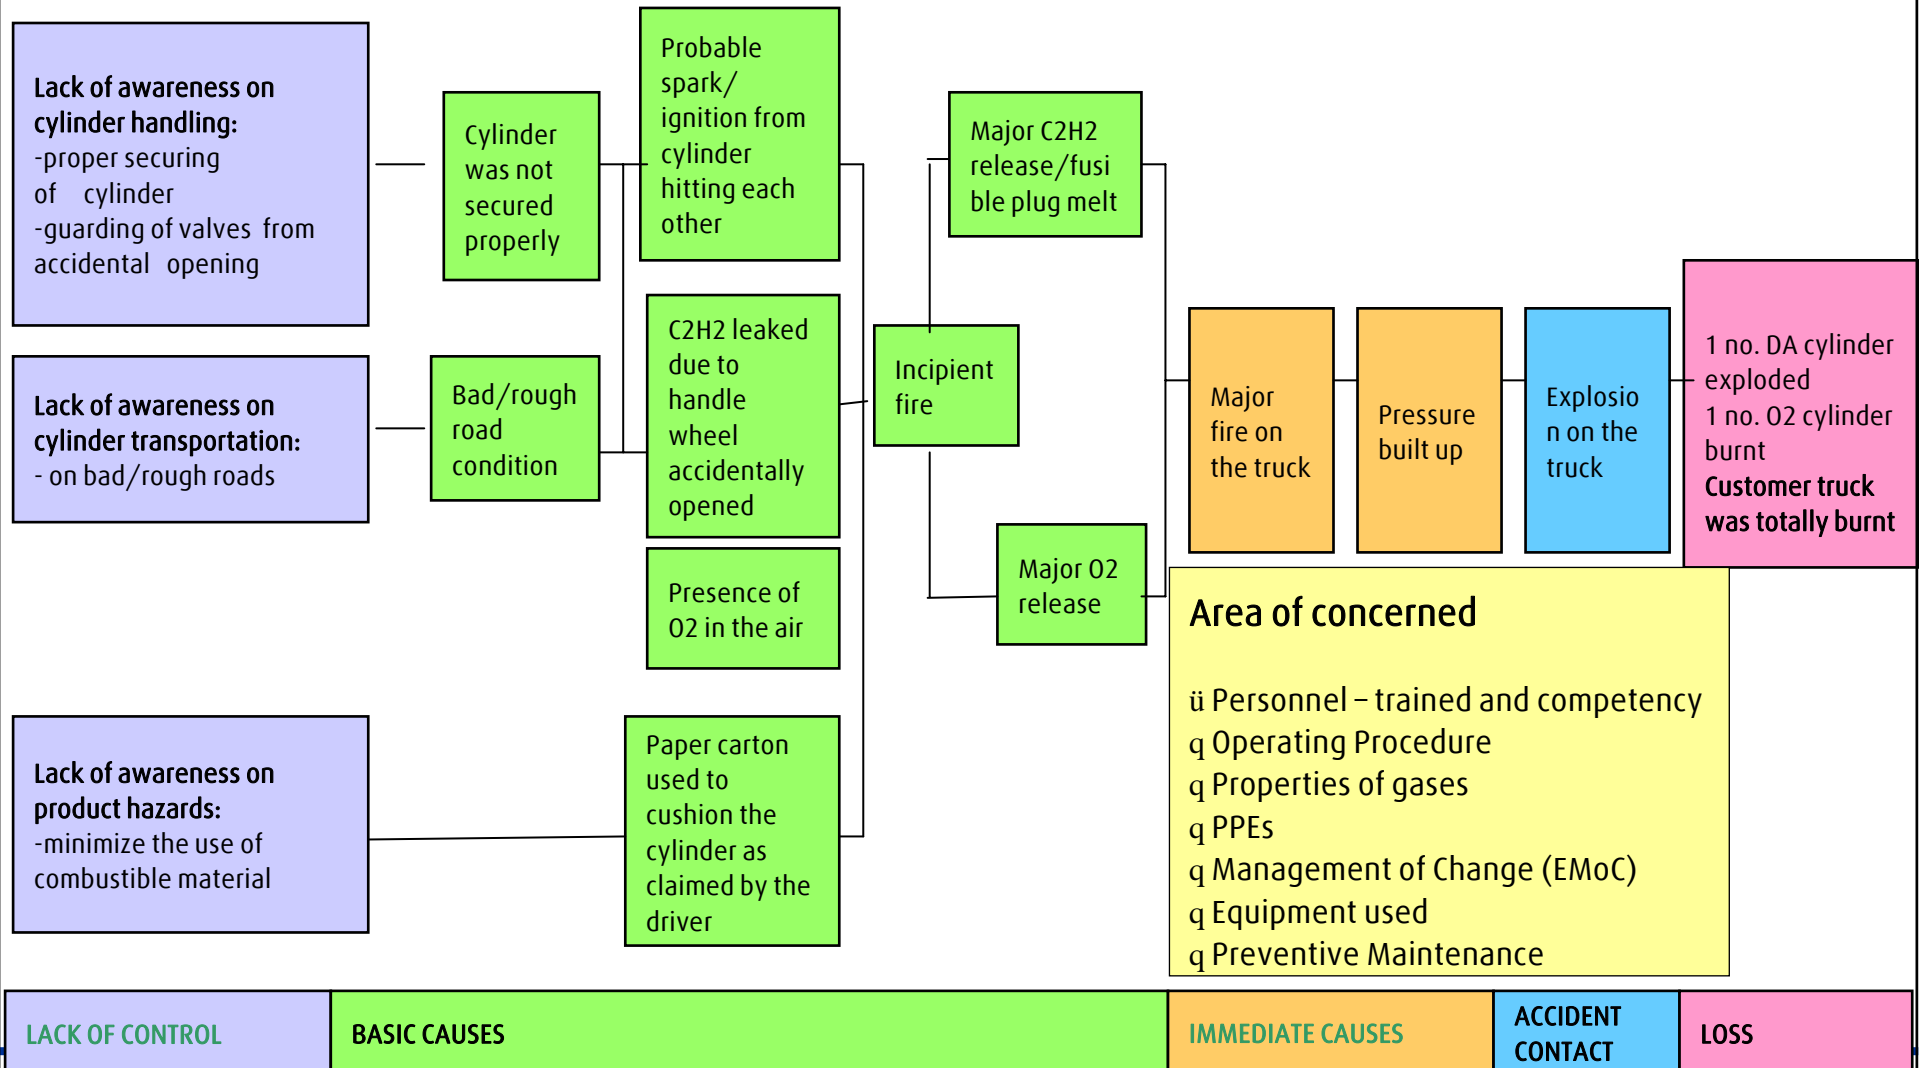 Lack of awareness on
cylinder handling:
-proper securing
of cylinder
-guarding of valves from
accidental opening
Cylinder
was not
secured
properly
Probable
spark/
ignition from
cylinder
hitting each
other
Major C2H2
release/fusi
ble plug melt
Lack of awareness on
cylinder transportation:
- on bad/rough roads
Bad/rough
road
condition
C2H2 leaked
due to
handle
wheel
accidentally
opened
Incipient
fire
Major
fire on
the truck
Pressure
built up
Explosio
n on the
truck
1 no. DA cylinder
exploded
1 no. O2 cylinder
burnt
Customer truck
was totally burnt
Presence of
O2 in the air
Major O2
release
Lack of awareness on
product hazards:
-minimize the use of
combustible material
Paper carton
used to
cushion the
cylinder as
claimed by the
driver
Area of concerned
ü Personnel – trained and competency
q Operating Procedure
q Properties of gases
q PPEs
q Management of Change (EMoC)
q Equipment used
q Preventive Maintenance
LACK OF CONTROL
BASIC CAUSES
IMMEDIATE CAUSES
ACCIDENT
CONTACT
LOSS